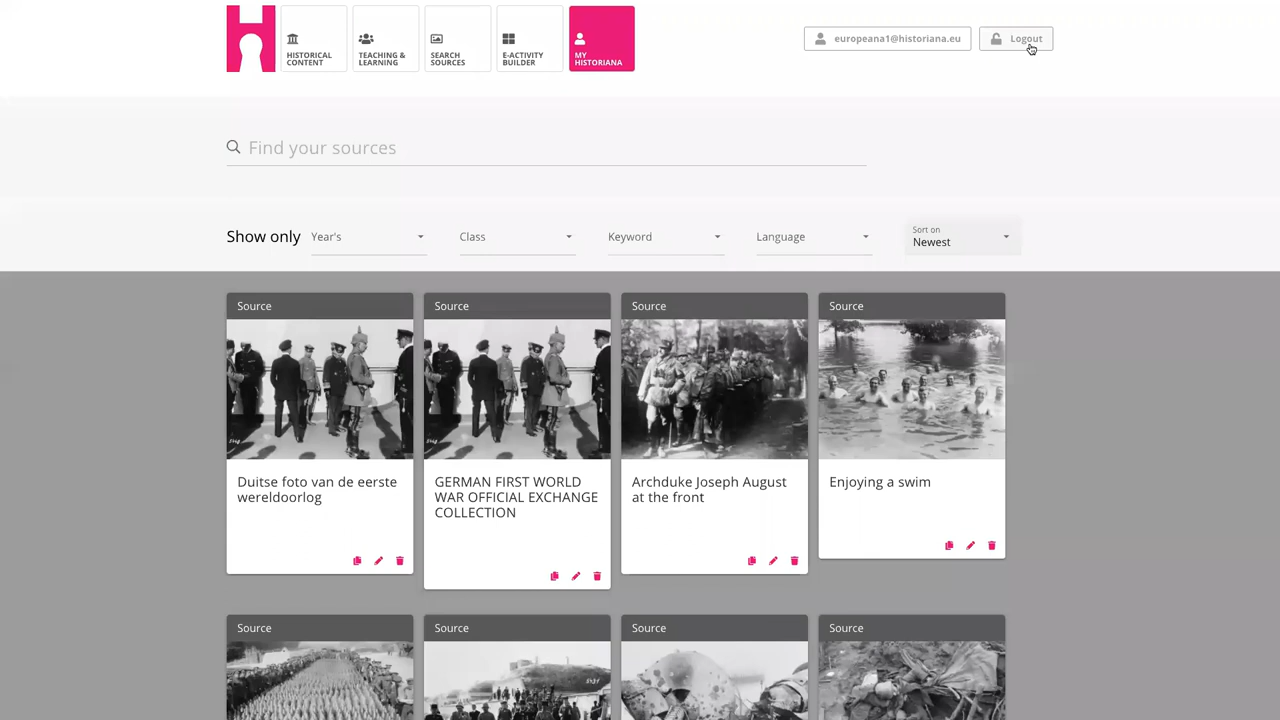 HISTORICAL
CONTENT
TEACHING &
LEARNING
SEARCH
SOURCES
E-ACTIVITY
BUILDER
MY
HISTORIANA
europeana1@historiana.eu
Logout
Find your sources
Show only
Year's
Class
Keyword
Language
Sort on
Newest
Source
Source
Source
Source
Duitse foto van de eerste
wereldoorlog
GERMAN FIRST WORLD
WAR OFFICIAL EXCHANGE
COLLECTION
Archduke Joseph August
at the front
Enjoying a swim
Source
Source
Source
Source